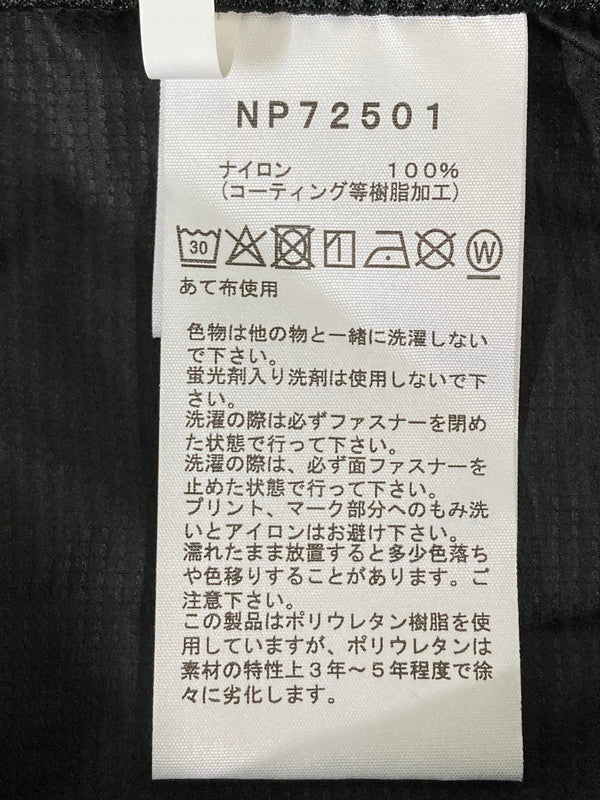 NP72501
ナイロン 100%
(コーティング等樹脂加工)
30 W
あて布使用
色物は他の物と一緒に洗濯しない
で下さい。
蛍光剤入り洗剤は使用しないで下
さい。
洗濯の際は必ずファスナーを閉め
た状態で行って下さい。
洗濯の際は、必ず面ファスナーを
止めた状態で行って下さい。
プリント、マーク部分へのもみ洗
いとアイロンはお避け下さい。
濡れたまま放置すると多少色落ち
や色移りすることがあります。ご
注意下さい。
この製品はポリウレタン樹脂を使
用していますが、ポリウレタンは
素材の特性上3年～5年程度で徐
々に劣化します。